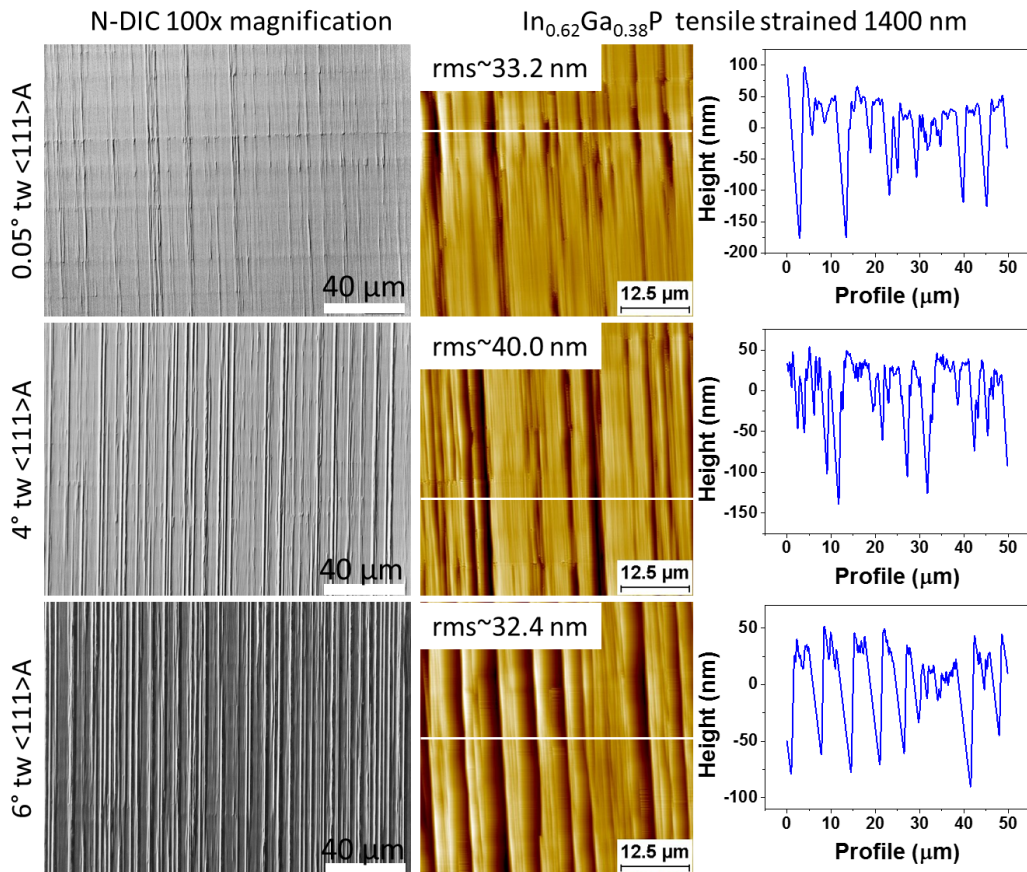 N-DIC 100x magnification
In0.62Ga0.38P tensile strained 1400 nm
0.05° tw <111>A
40 µm
rms~33.2 nm
12.5 µm
Height (nm)
100
50
0
-50
-100
-150
-200
0 10 20 30 40 50
Profile (µm)
4° tw <111>A
40 µm
rms~40.0 nm
12.5 µm
Height (nm)
50
0
-50
-100
-150
0 10 20 30 40 50
Profile (µm)
6° tw <111>A
40 µm
rms~32.4 nm
12.5 µm
Height (nm)
50
0
-50
-100
0 10 20 30 40 50
Profile (µm)